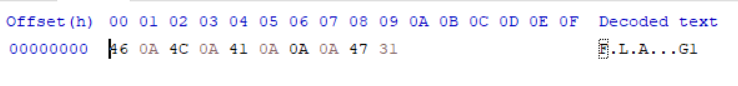 Offset(h) 00 01 02 03 04 05 06 07 08 09 0A 0B 0C 0D 0E 0F Decoded text
00000000 46 0A 4C 0A 41 0A 0A 0A 47 31 F.L.A...G1